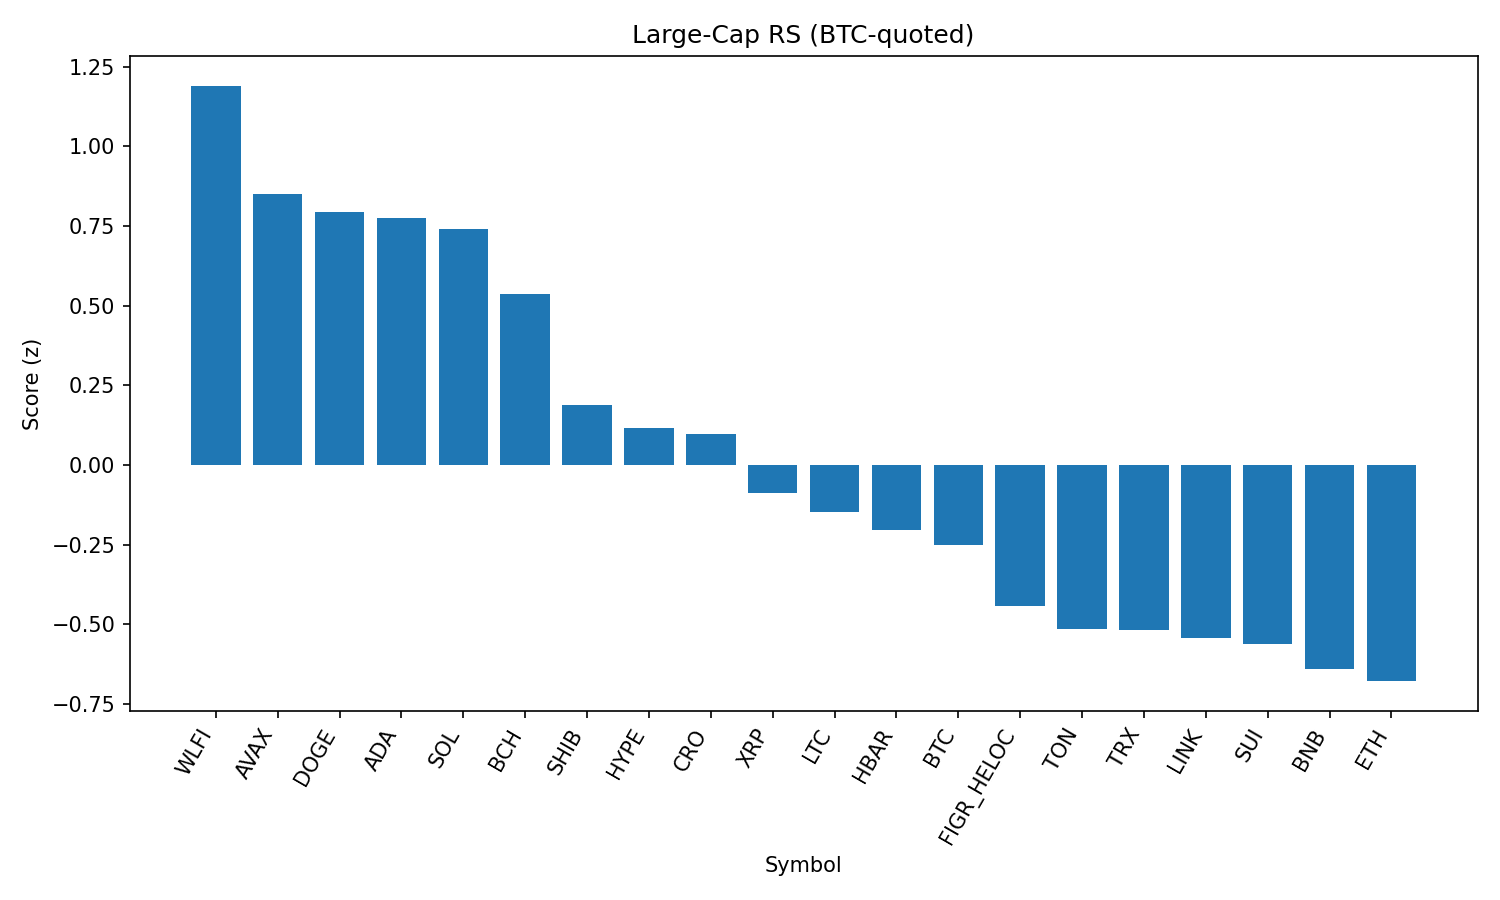 Large-Cap RS (BTC-quoted)
Score (z)
1.25
1.00
0.75
0.50
0.25
0.00
−0.25
−0.50
−0.75
WLFI
AVAX
DOGE
ADA
SOL
BCH
SHIB
HYPE
CRO
XRP
LTC
HBAR
BTC
FIGR_HELOC
TON
TRX
LINK
SUI
BNB
ETH
Symbol